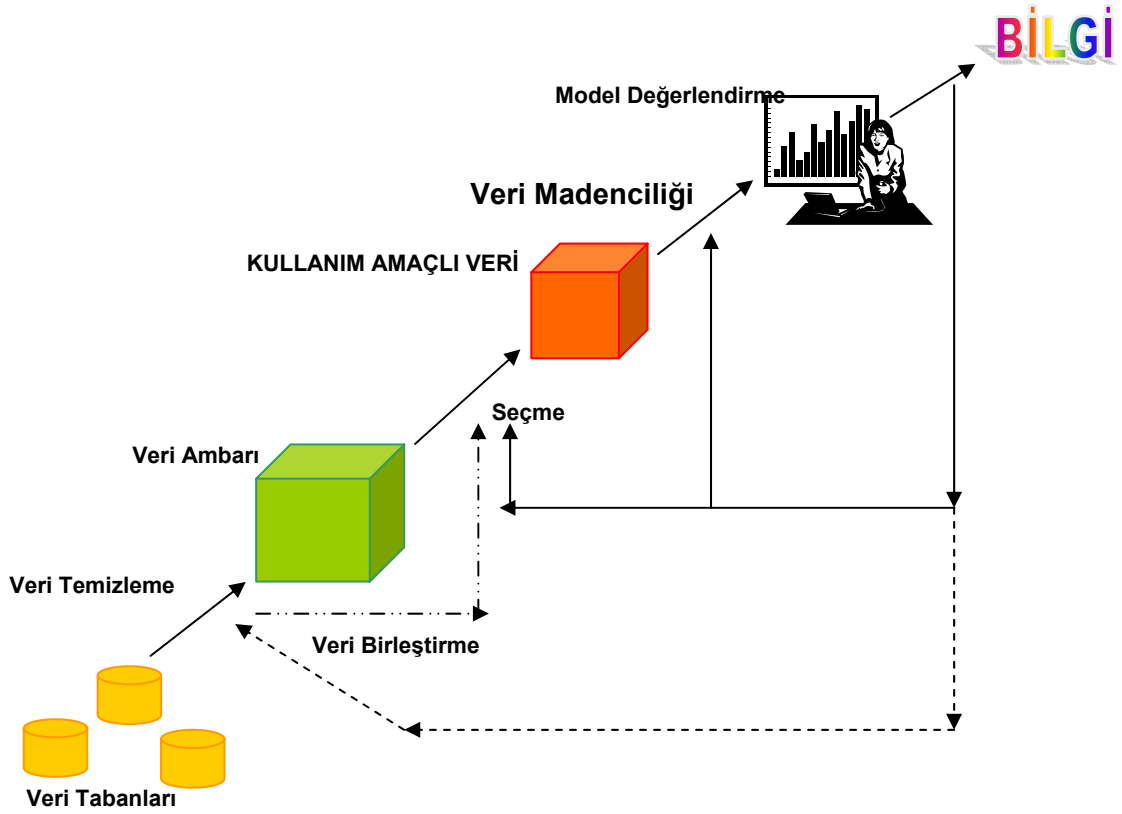 BİLGİ
Model Değerlendirme
Veri Madenciliği
KULLANIM AMAÇLI VERİ
Seçme
Veri Ambarı
Veri Temizleme
Veri Birleştirme
Veri Tabanları